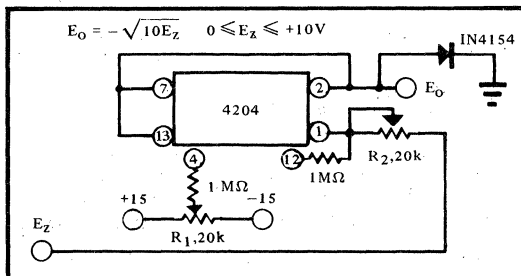 E_O = -√10E_Z 0 ≤ E_Z ≤ +10V
IN4154
7 2
4204 E_O
13 1
4 12 R_2,20k
1 MΩ 1MΩ
+15 -15
E_Z R_1,20k